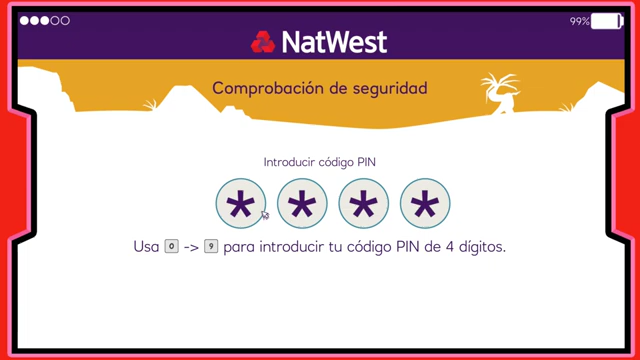 99%
NatWest
Comprobación de seguridad
Introducir código PIN
* * * *
Usa 0 -> 9 para introducir tu código PIN de 4 dígitos.